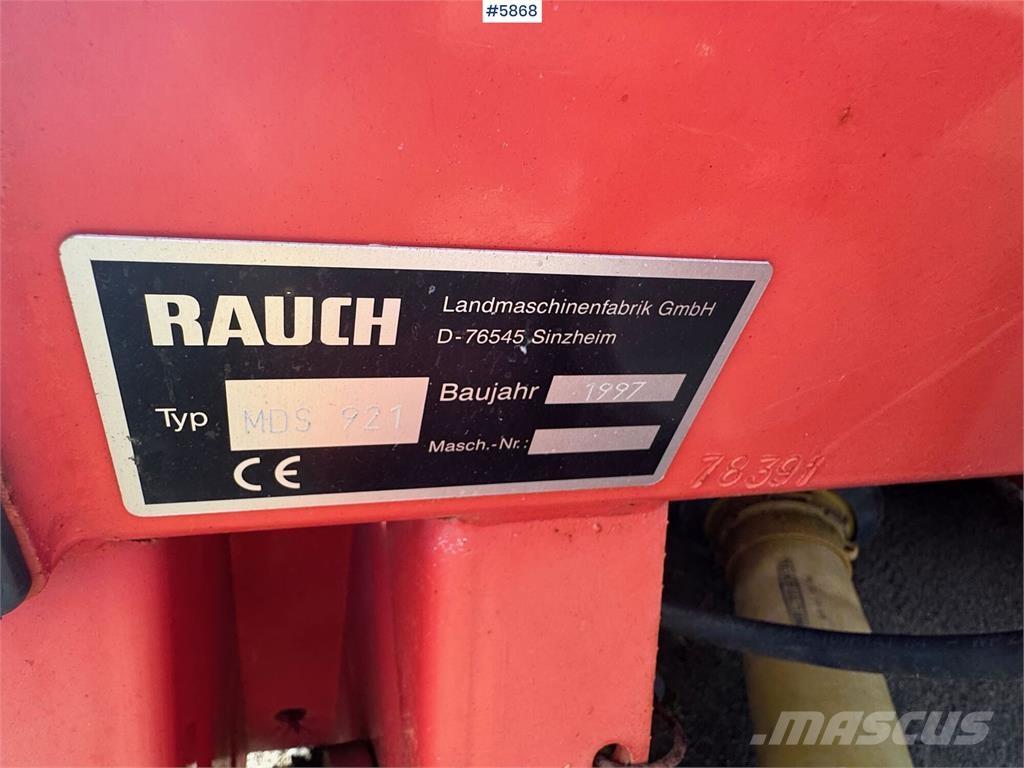 #5868
RAUCH
Landmaschinenfabrik GmbH
D-76545 Sinzheim
Typ MDS 921
Baujahr 1997
Masch.-Nr.:
CE
78391
MASCUS